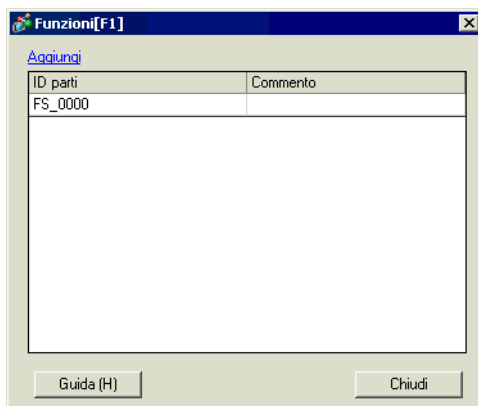 Funzioni[F1]
Aggiungi
ID parti Commento
FS_0000
Guida (H) Chiudi